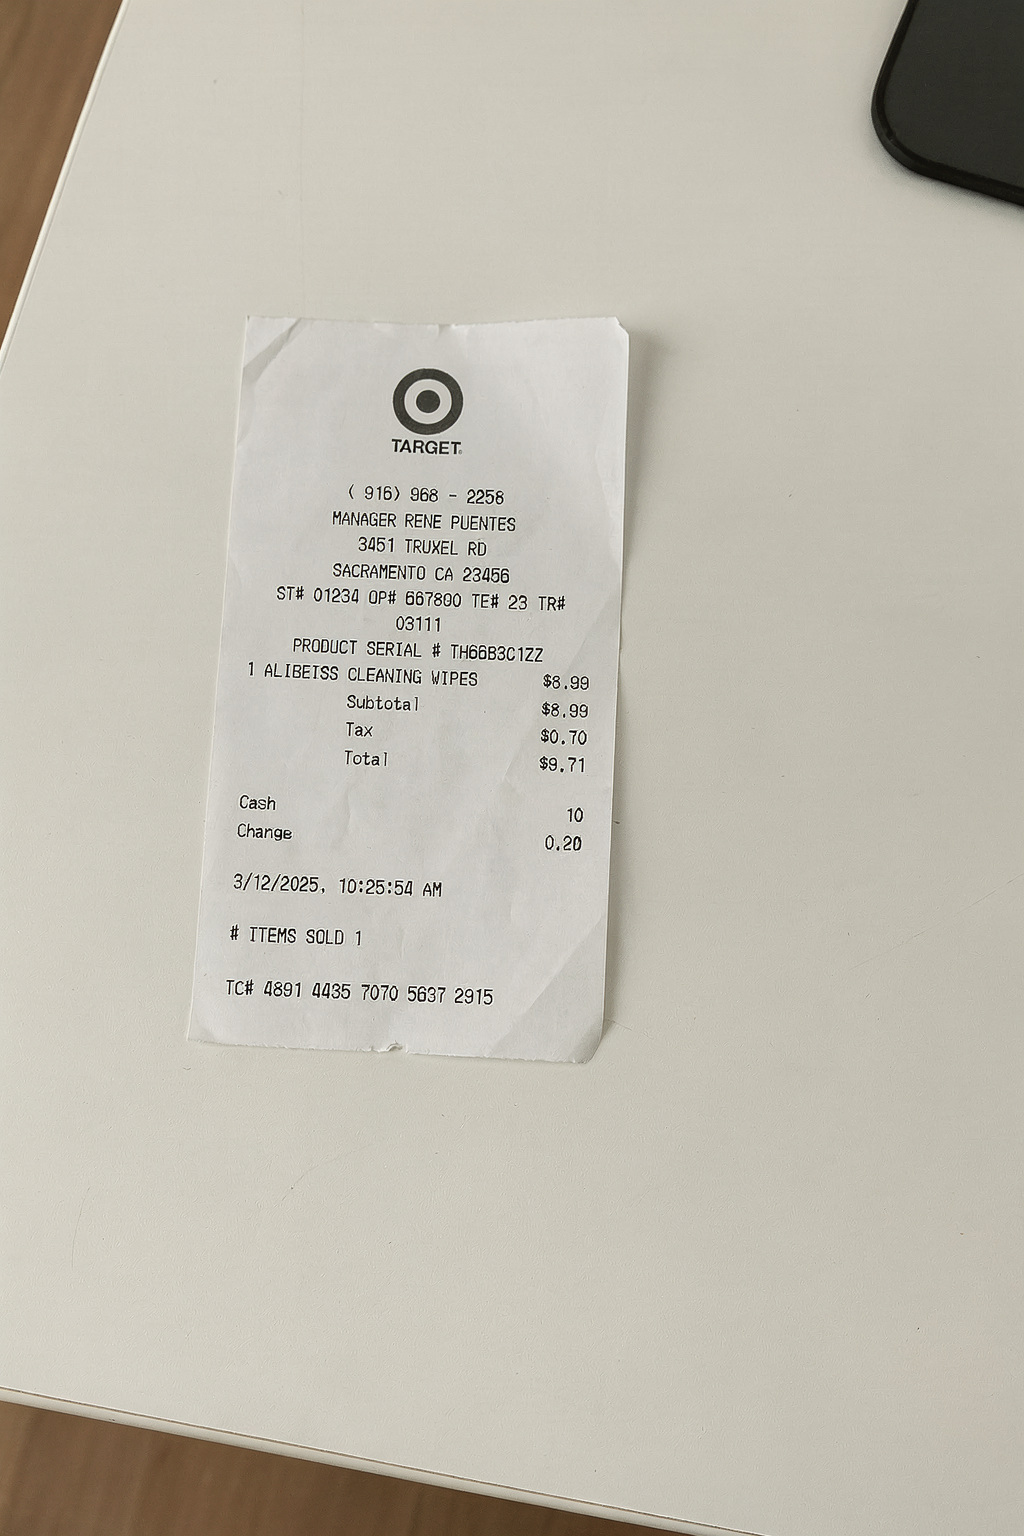 TARGET
( 916) 968 - 2258
MANAGER RENE PUENTES
3451 TRUXEL RD
SACRAMENTO CA 23456
ST# 01234 OP# 667800 TE# 23 TR#
03111
PRODUCT SERIAL # TH66B3C1ZZ
1 ALIBEISS CLEANING WIPES $8.99
Subtotal $8.99
Tax $0.70
Total $9.71
Cash 10
Change 0.20
3/12/2025, 10:25:54 AM
# ITEMS SOLD 1
TC# 4891 4435 7070 5637 2915